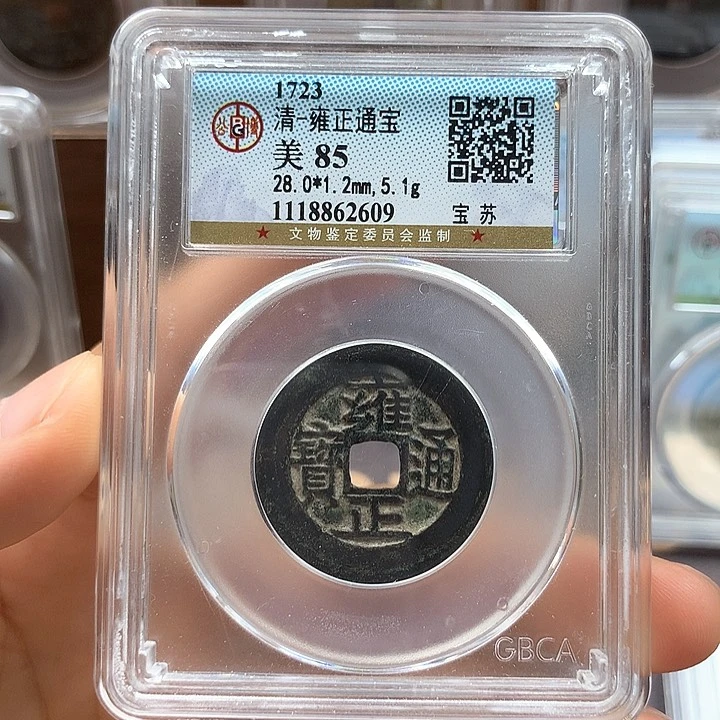 1723
清-雍正通宝
美 85
28.0*1.2mm, 5.1g
1118862609 宝 苏
★ 文物鉴定委员会监制 ★
雍正通寶
GBCA